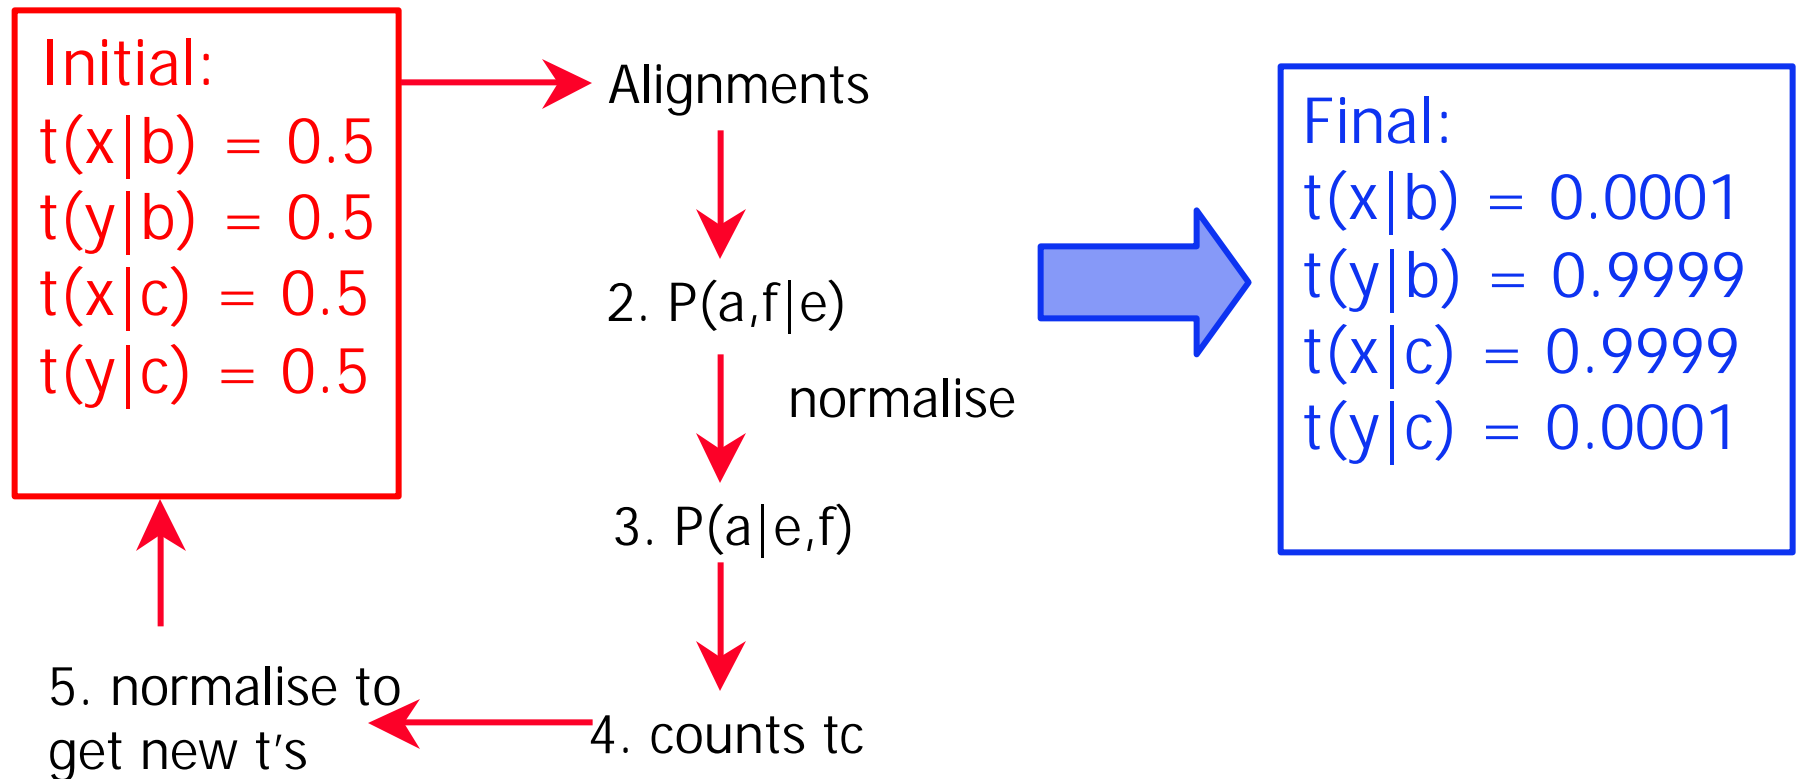 Initial:
t(x|b) = 0.5
t(y|b) = 0.5
t(x|c) = 0.5
t(y|c) = 0.5
Alignments
2. P(a,f|e)
normalise
3. P(a|e,f)
4. counts tc
5. normalise to
get new t's
Final:
t(x|b) = 0.0001
t(y|b) = 0.9999
t(x|c) = 0.9999
t(y|c) = 0.0001